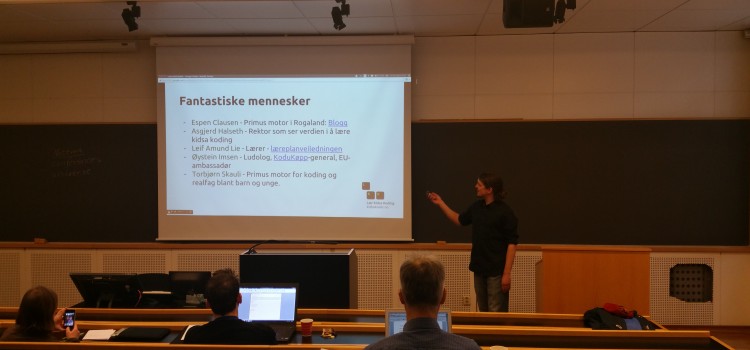 Fantastiske mennesker
- Espen Clausen - Primus motor i Rogaland: Blogg
- Asgjerd Halseth - Rektor som ser verdien i å lære
kidsa koding
- Leif Amund Lie - Lærer - læreplanveiledningen
- Øystein Imsen - Ludolog, KoduKøpp-general, EU-
ambassadør
- Torbjørn Skauli - Primus motor for koding og
realfag blant barn og unge.